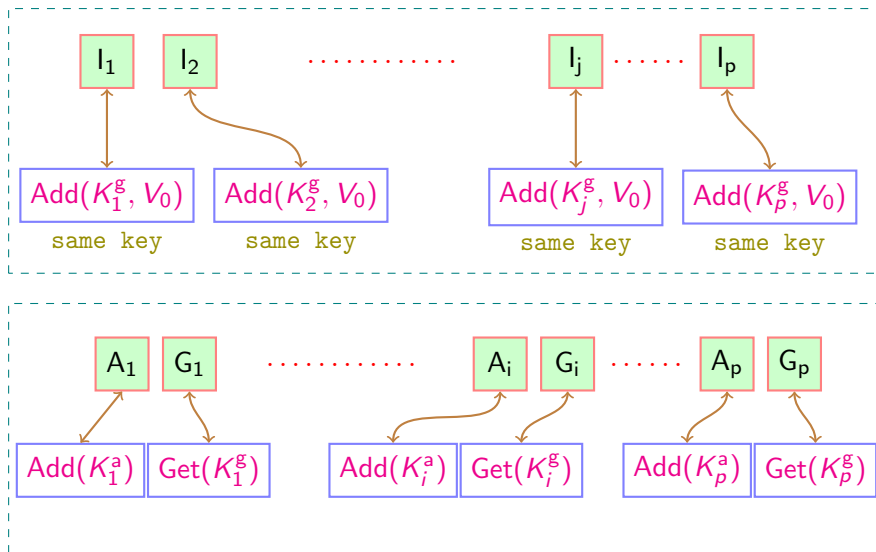 I₁ I₂ ............ Iⱼ ...... Iₚ
Add(K₁ᵍ, V₀) Add(K₂ᵍ, V₀) Add(Kⱼᵍ, V₀) Add(Kₚᵍ, V₀)
same key same key same key same key
A₁ G₁ ............ Aᵢ Gᵢ ...... Aₚ Gₚ
Add(K₁ᵃ) Get(K₁ᵍ) Add(Kᵢᵃ) Get(Kᵢᵍ) Add(Kₚᵃ) Get(Kₚᵍ)